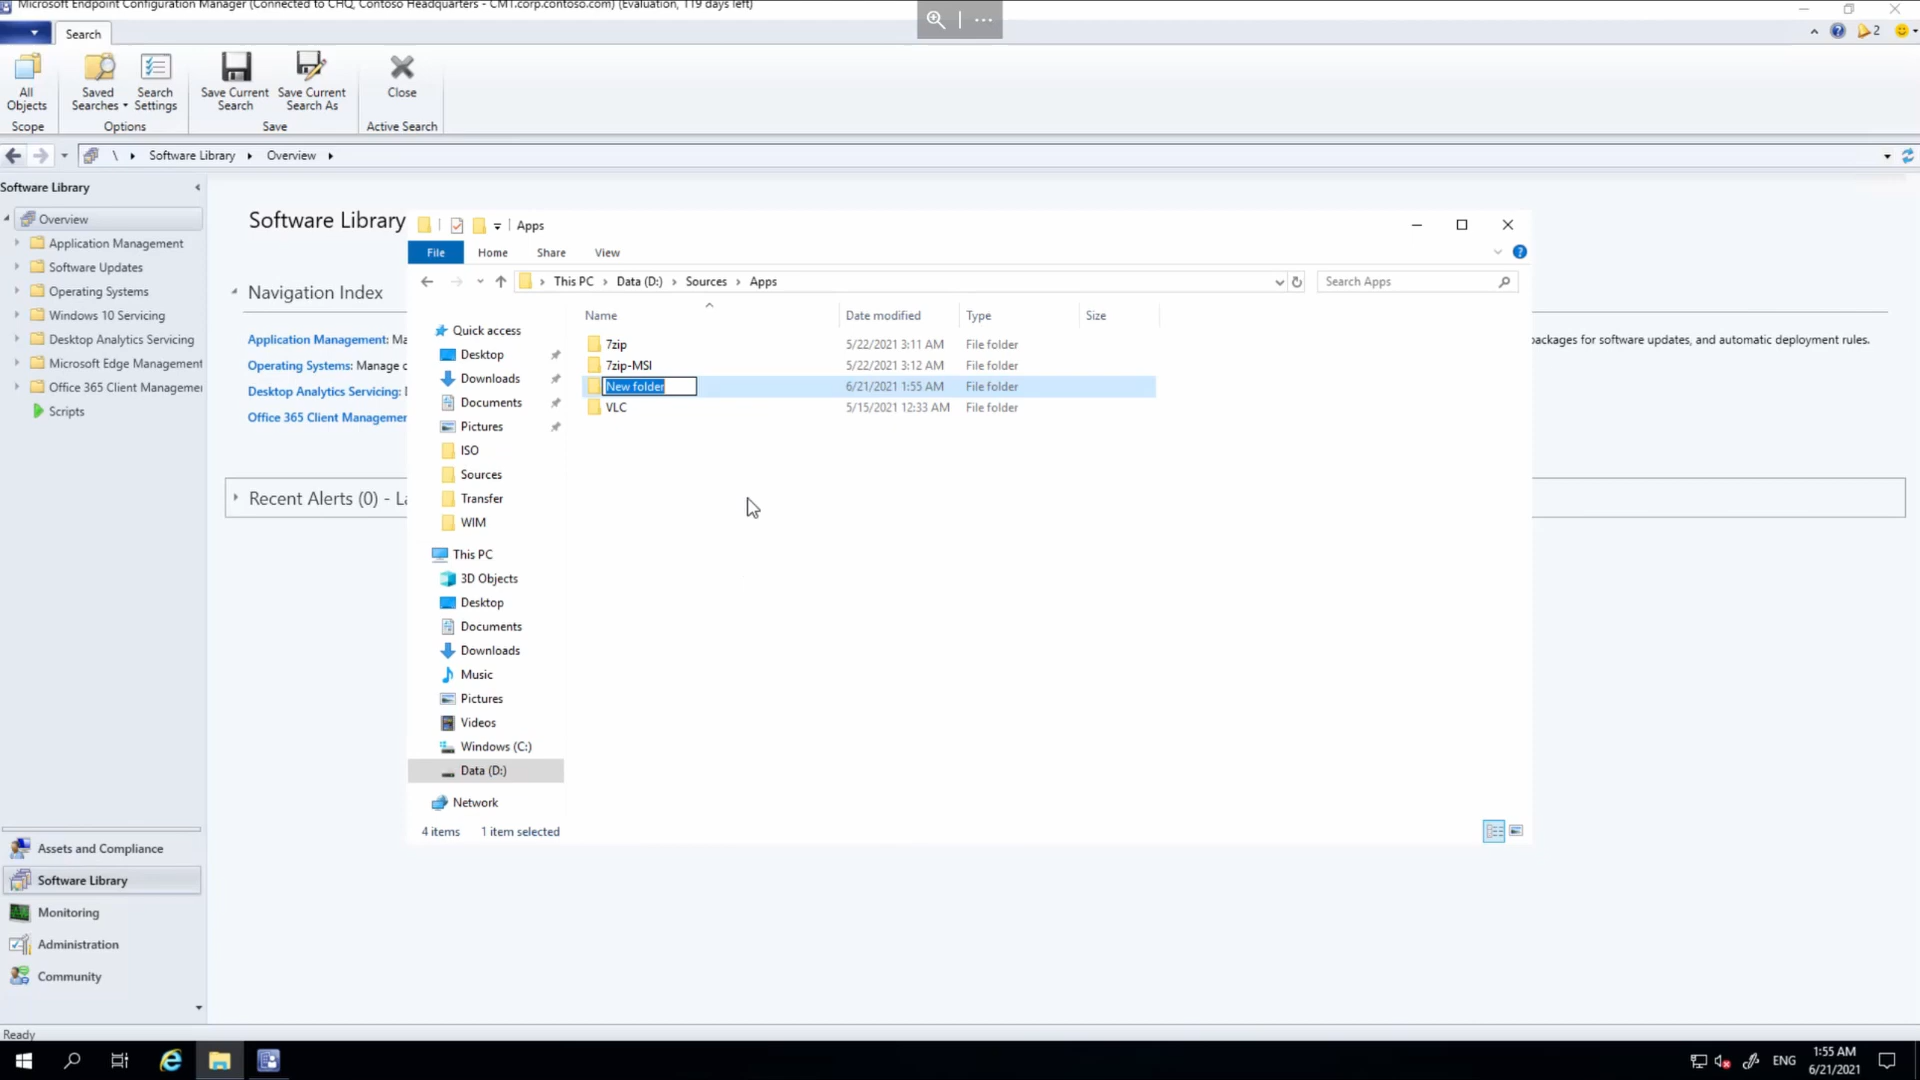 Microsoft Endpoint Configuration Manager (Connected to CHQ, Contoso Headquarters - CM1.corp.contoso.com) (Evaluation, 119 days left)
Search
2
All Objects
Saved Searches
Search Settings
Save Current Search
Save Current Search As
Close
Scope
Options
Save
Active Search
\ Software Library Overview
Software Library
Overview
Application Management
Software Updates
Operating Systems
Windows 10 Servicing
Desktop Analytics Servicing
Microsoft Edge Management
Office 365 Client Managemen
Scripts
Assets and Compliance
Software Library
Monitoring
Administration
Community
Ready
Software Library
Navigation Index
Application Management: Ma
Operating Systems: Manage c
Desktop Analytics Servicing:
Office 365 Client Managemer
packages for software updates, and automatic deployment rules.
Recent Alerts (0) - La
Apps
File Home Share View
This PC Data (D:) Sources Apps
Search Apps
Quick access
Desktop
Downloads
Documents
Pictures
ISO
Sources
Transfer
WIM
This PC
3D Objects
Desktop
Documents
Downloads
Music
Pictures
Videos
Windows (C:)
Data (D:)
Network
Name Date modified Type Size
7zip 5/22/2021 3:11 AM File folder
7zip-MSI 5/22/2021 3:12 AM File folder
New folder 6/21/2021 1:55 AM File folder
VLC 5/15/2021 12:33 AM File folder
4 items 1 item selected
ENG
1:55 AM
6/21/2021